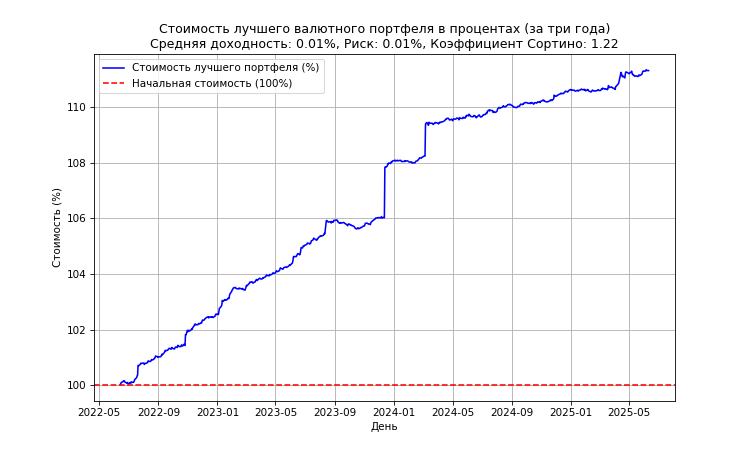 Стоимость лучшего валютного портфеля в процентах (за три года)
Средняя доходность: 0.01%, Риск: 0.01%, Коэффициент Сортино: 1.22
Стоимость лучшего портфеля (%)
Начальная стоимость (100%)
Стоимость (%)
110
108
106
104
102
100
2022-05 2022-09 2023-01 2023-05 2023-09 2024-01 2024-05 2024-09 2025-01 2025-05
День